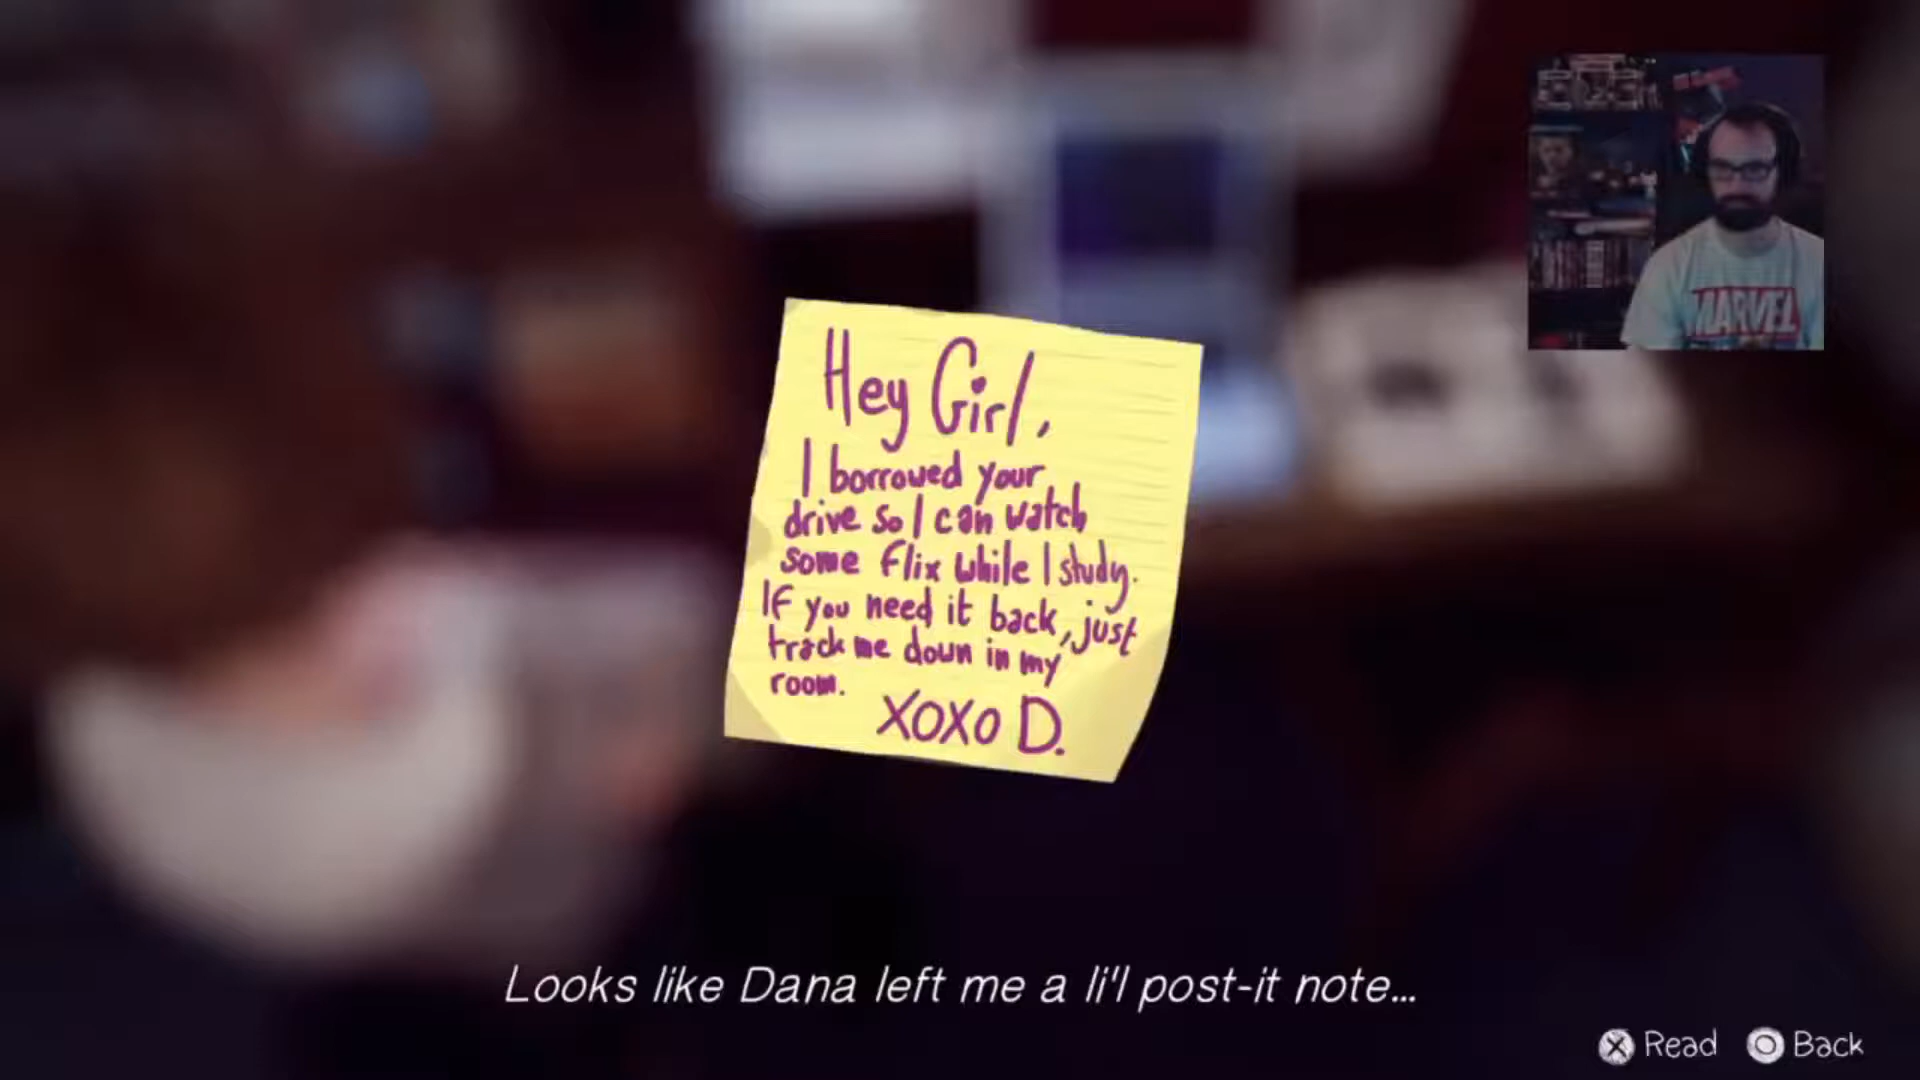 MARVEL
Hey Girl,
I borrowed your
drive so I can watch
some flix while I study.
If you need it back, just
track me down in my
room.
XOXO D.
Looks like Dana left me a li'l post-it note...
Read
Back